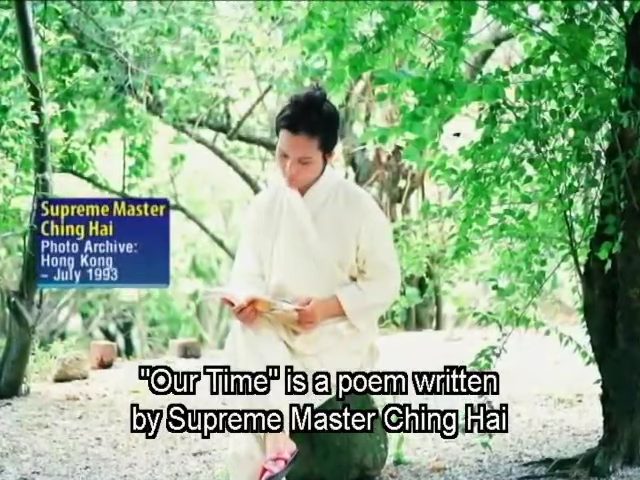 Supreme Master
Ching Hai
Photo Archive:
Hong Kong
- July 1993
"Our Time" is a poem written
by Supreme Master Ching Hai